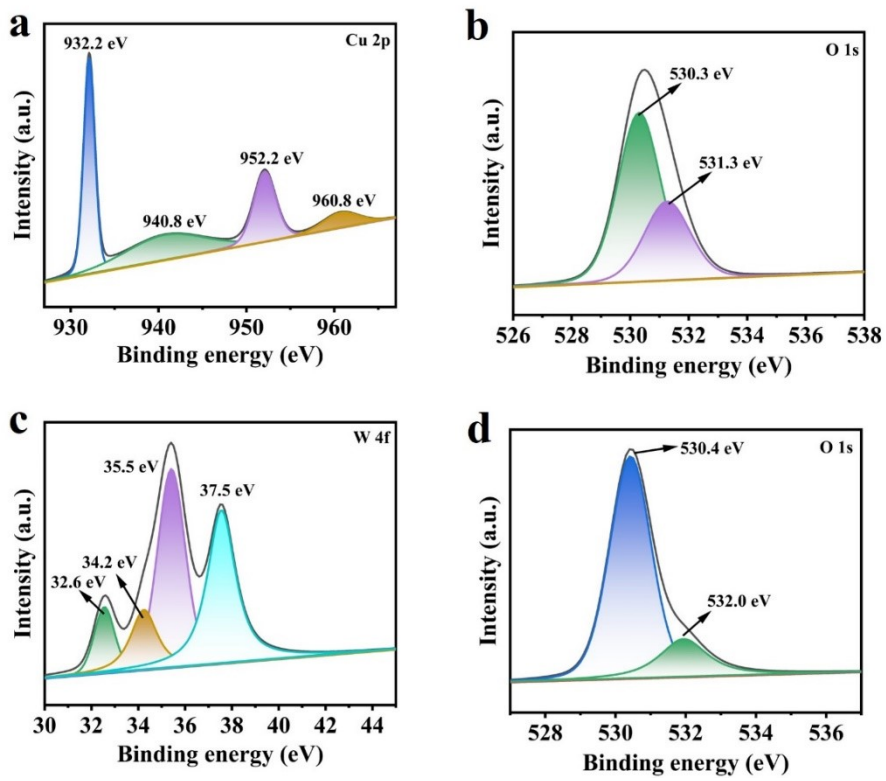 a
Cu 2p
932.2 eV
940.8 eV
952.2 eV
960.8 eV
Intensity (a.u.)
930 940 950 960
Binding energy (eV)
b
O 1s
530.3 eV
531.3 eV
Intensity (a.u.)
526 528 530 532 534 536 538
Binding energy (eV)
c
W 4f
35.5 eV
37.5 eV
34.2 eV
32.6 eV
Intensity (a.u.)
30 32 34 36 38 40 42 44
Binding energy (eV)
d
O 1s
530.4 eV
532.0 eV
Intensity (a.u.)
528 530 532 534 536
Binding energy (eV)